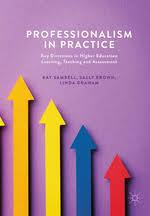 PROFESSIONALISM
IN PRACTICE
Key Directions in Higher Education
Learning, Teaching and Assessment
KAY SAMBELL, SALLY BROWN,
LINDA GRAHAM